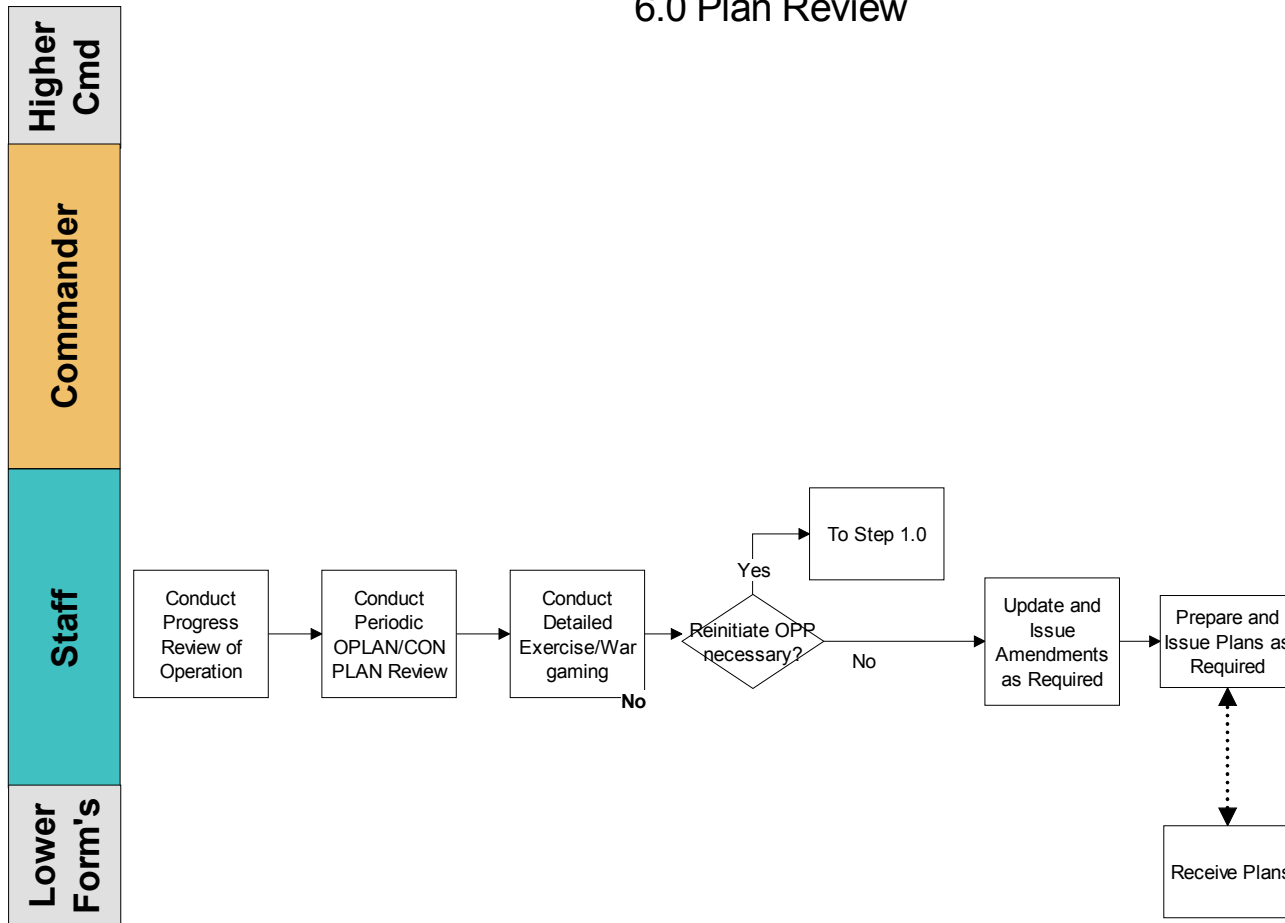 6.0 Plan Review
Higher
Cmd
Commander
Staff
Lower
Form's
Conduct
Progress
Review of
Operation
Conduct
Periodic
OPLAN/CON
PLAN Review
Conduct
Detailed
Exercise/War
gaming
No
Reinitiate OPP
necessary?
Yes
To Step 1.0
No
Update and
Issue
Amendments
as Required
Prepare and
Issue Plans as
Required
Receive Plans